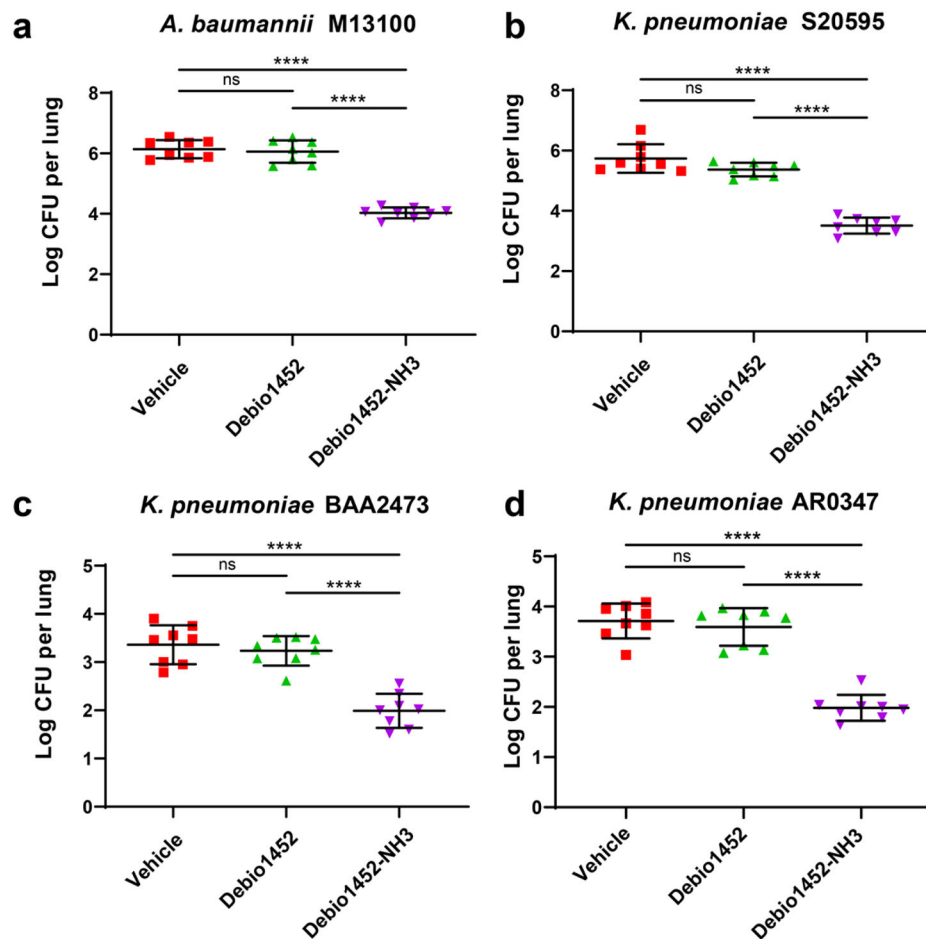 a
A. baumannii M13100
****
ns
****
Log CFU per lung
8
6
4
2
0
Vehicle
Debio1452
Debio1452-NH3
b
K. pneumoniae S20595
****
ns
****
Log CFU per lung
8
6
4
2
0
Vehicle
Debio1452
Debio1452-NH3
c
K. pneumoniae BAA2473
****
ns
****
Log CFU per lung
5
4
3
2
1
0
Vehicle
Debio1452
Debio1452-NH3
d
K. pneumoniae AR0347
****
ns
****
Log CFU per lung
5
4
3
2
1
0
Vehicle
Debio1452
Debio1452-NH3